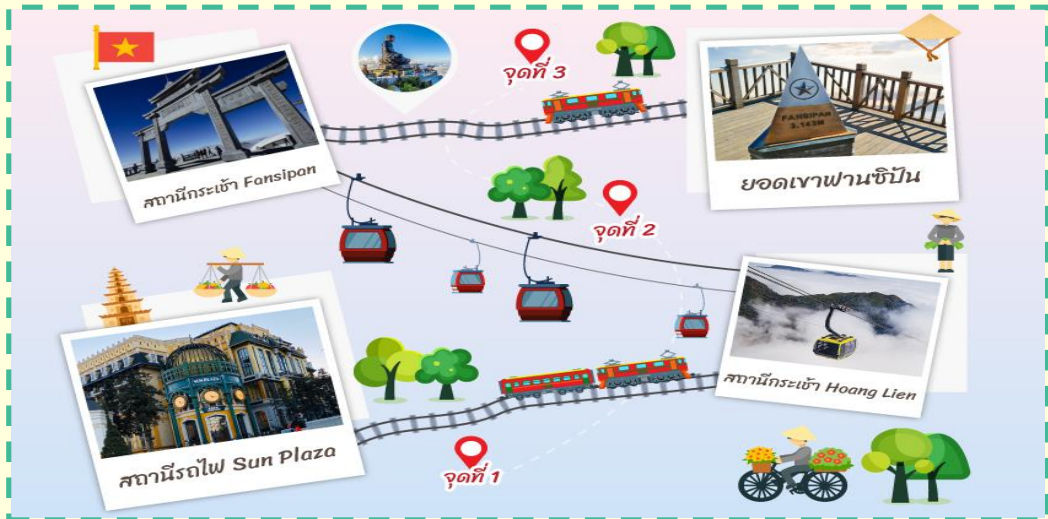 จุดที่ 3
FANSIPAN
3.143M
สถานีกระเช้า Fansipan
ยอดเขาฟานซิปัน
จุดที่ 2
สถานีกระเช้า Hoang Lien
สถานีรถไฟ Sun Plaza
จุดที่ 1